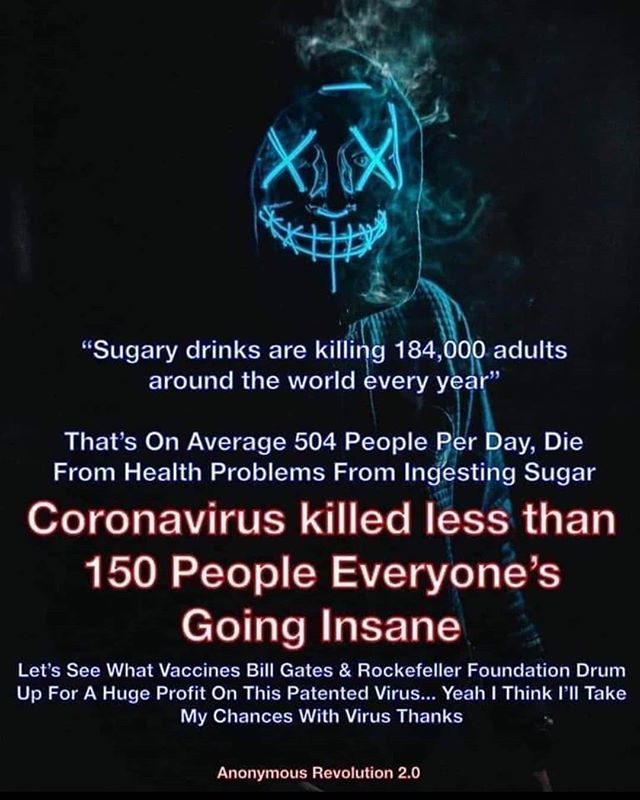 “Sugary drinks are killing 184,000 adults
around the world every year”
That’s On Average 504 People Per Day, Die
From Health Problems From Ingesting Sugar
Coronavirus killed less than
150 People Everyone’s
Going Insane
Let’s See What Vaccines Bill Gates & Rockefeller Foundation Drum
Up For A Huge Profit On This Patented Virus... Yeah I Think I’ll Take
My Chances With Virus Thanks
Anonymous Revolution 2.0